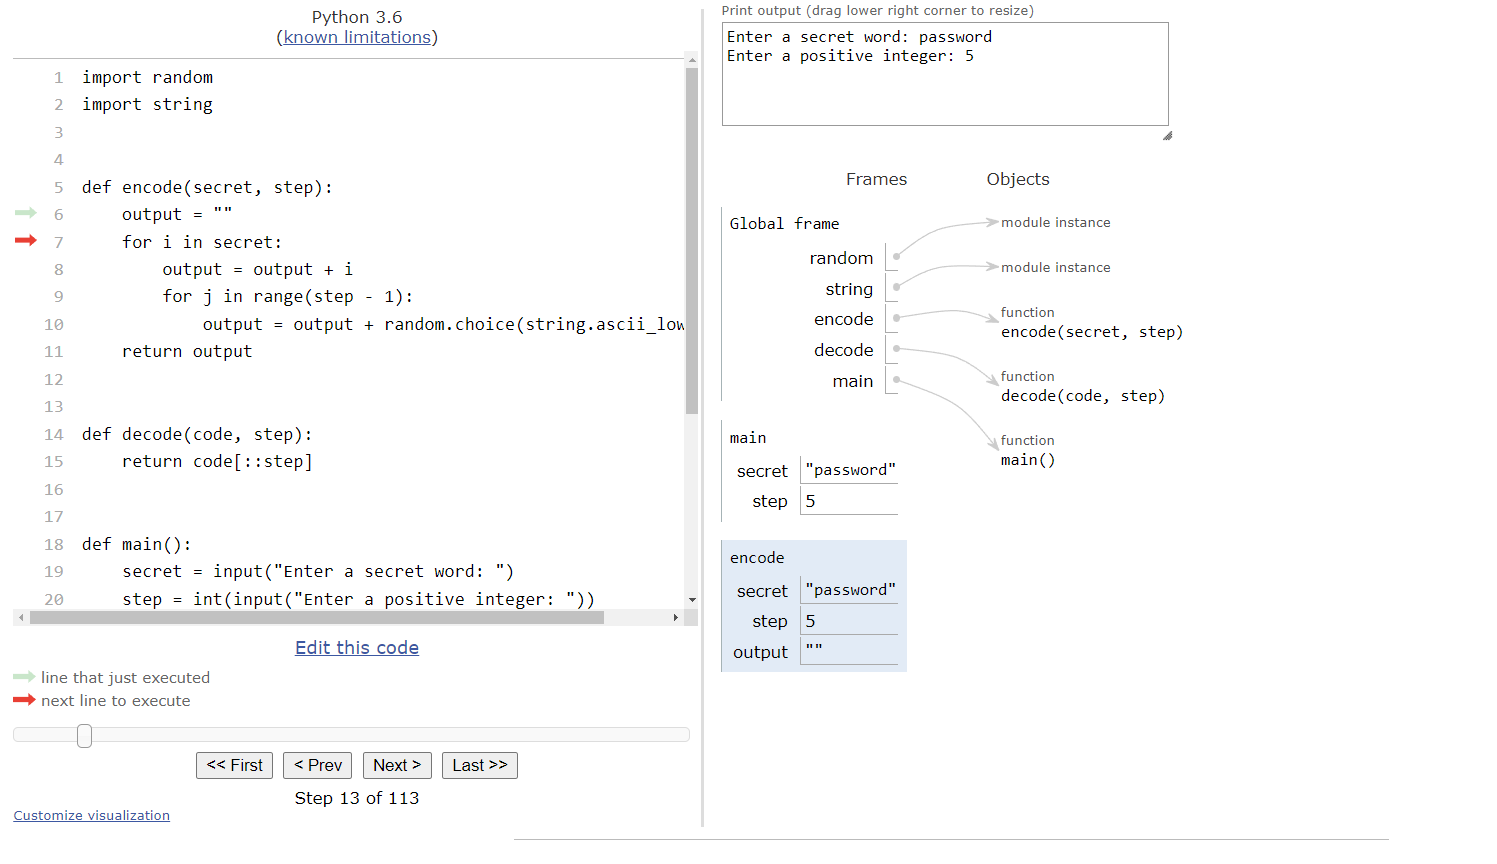 Python 3.6
(known limitations)
1 import random
2 import string
3
4
5 def encode(secret, step):
6     output = ""
7     for i in secret:
8         output = output + i
9         for j in range(step - 1):
10             output = output + random.choice(string.ascii_low
11     return output
12
13
14 def decode(code, step):
15     return code[::step]
16
17
18 def main():
19     secret = input("Enter a secret word: ")
20     step = int(input("Enter a positive integer: "))
Edit this code
line that just executed
next line to execute
<< First
< Prev
Next >
Last >>
Step 13 of 113
Customize visualization
Print output (drag lower right corner to resize)
Enter a secret word: password
Enter a positive integer: 5
Frames
Objects
Global frame
random
string
encode
decode
main
module instance
module instance
function
encode(secret, step)
function
decode(code, step)
function
main()
main
secret "password"
step 5
encode
secret "password"
step 5
output ""